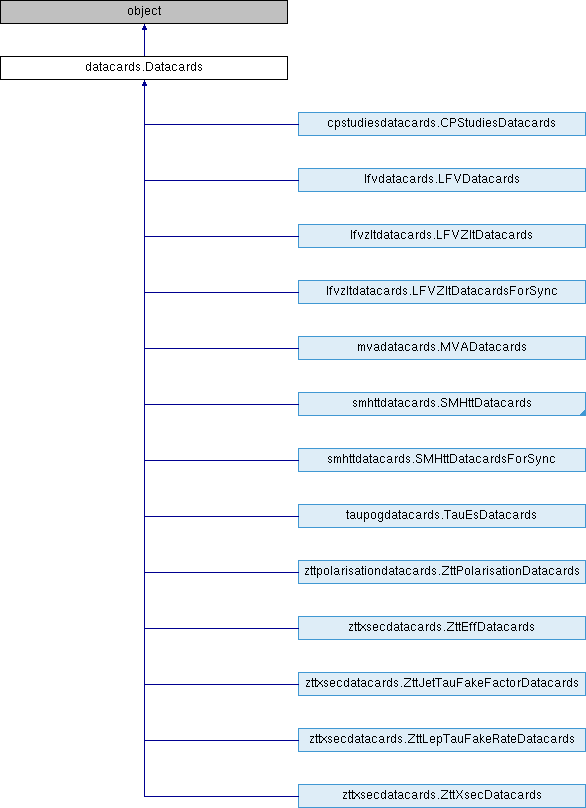 object
datacards.Datacards
cpstudiesdatacards.CPStudiesDatacards
lfvdatacards.LFVDatacards
lfvzltdatacards.LFVZltDatacards
lfvzltdatacards.LFVZltDatacardsForSync
mvadatacards.MVADatacards
smhttdatacards.SMHttDatacards
smhttdatacards.SMHttDatacardsForSync
taupogdatacards.TauEsDatacards
zttpolarisationdatacards.ZttPolarisationDatacards
zttxsecdatacards.ZttEffDatacards
zttxsecdatacards.ZttJetTauFakeFactorDatacards
zttxsecdatacards.ZttLepTauFakeRateDatacards
zttxsecdatacards.ZttXsecDatacards